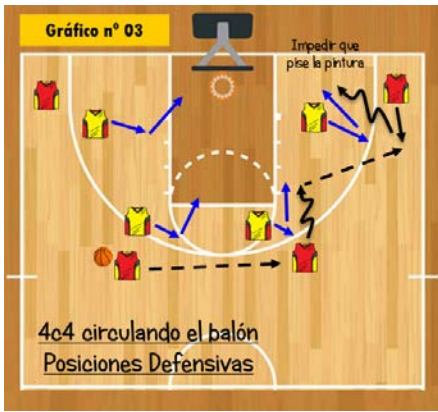 Gráfico nº 03
Impedir que
pise la pintura
4c4 circulando el balón
Posiciones Defensivas